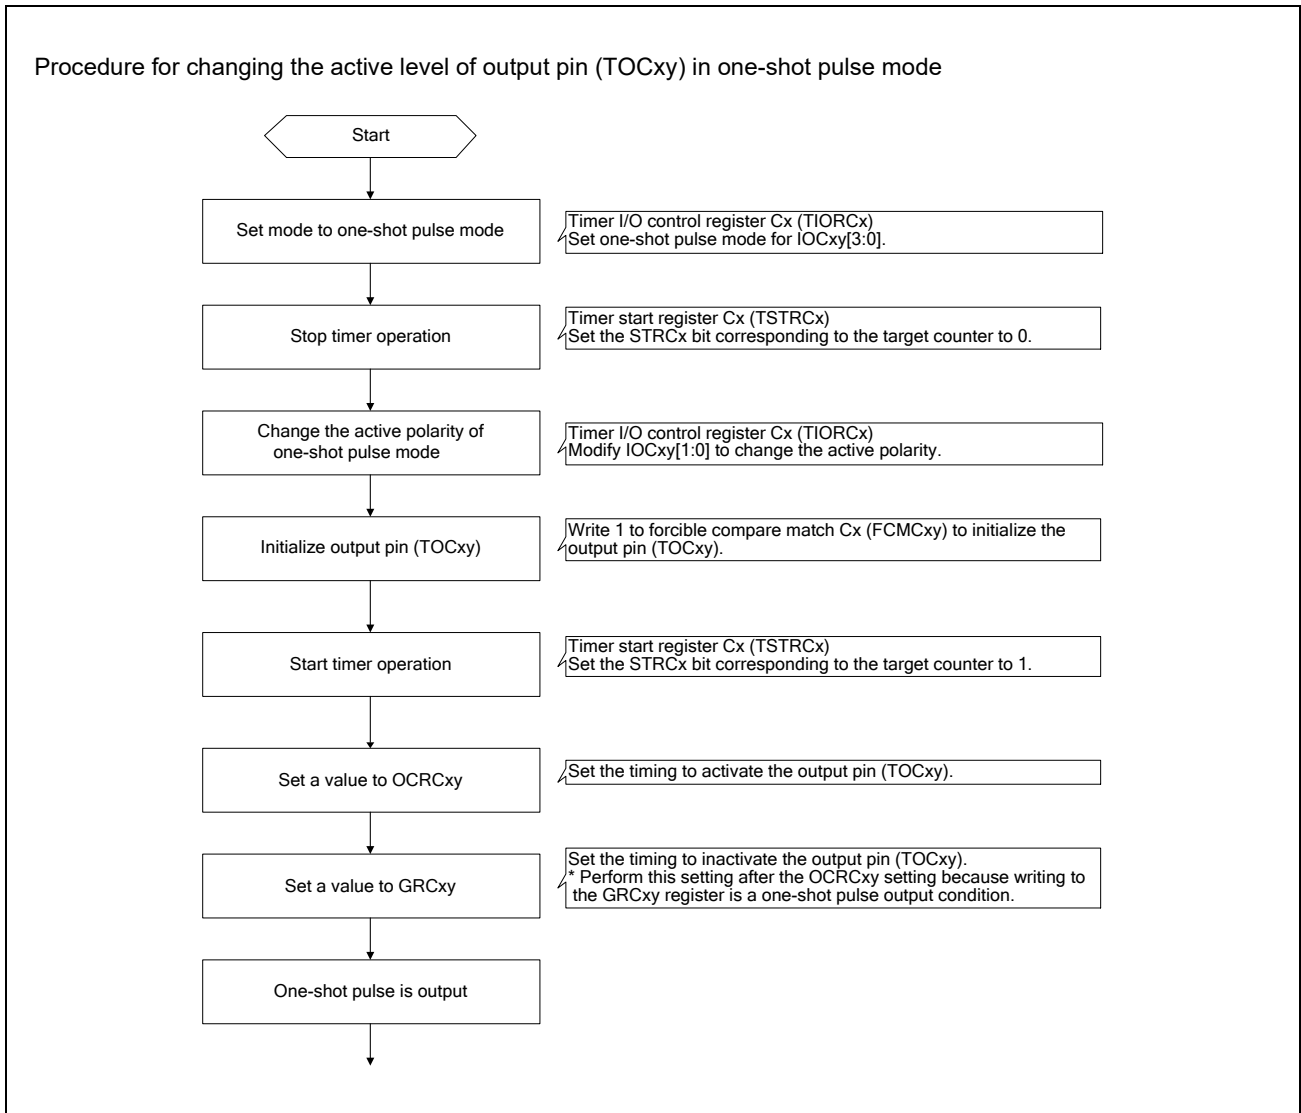 Procedure for changing the active level of output pin (TOCxy) in one-shot pulse mode
Start
Set mode to one-shot pulse mode
Timer I/O control register Cx (TIORCx)
Set one-shot pulse mode for IOCxy[3:0].
Stop timer operation
Timer start register Cx (TSTRCx)
Set the STRCx bit corresponding to the target counter to 0.
Change the active polarity of
one-shot pulse mode
Timer I/O control register Cx (TIORCx)
Modify IOCxy[1:0] to change the active polarity.
Initialize output pin (TOCxy)
Write 1 to forcible compare match Cx (FCMCxy) to initialize the
output pin (TOCxy).
Start timer operation
Timer start register Cx (TSTRCx)
Set the STRCx bit corresponding to the target counter to 1.
Set a value to OCRCxy
Set the timing to activate the output pin (TOCxy).
Set a value to GRCxy
Set the timing to inactivate the output pin (TOCxy).
* Perform this setting after the OCRCxy setting because writing to
the GRCxy register is a one-shot pulse output condition.
One-shot pulse is output